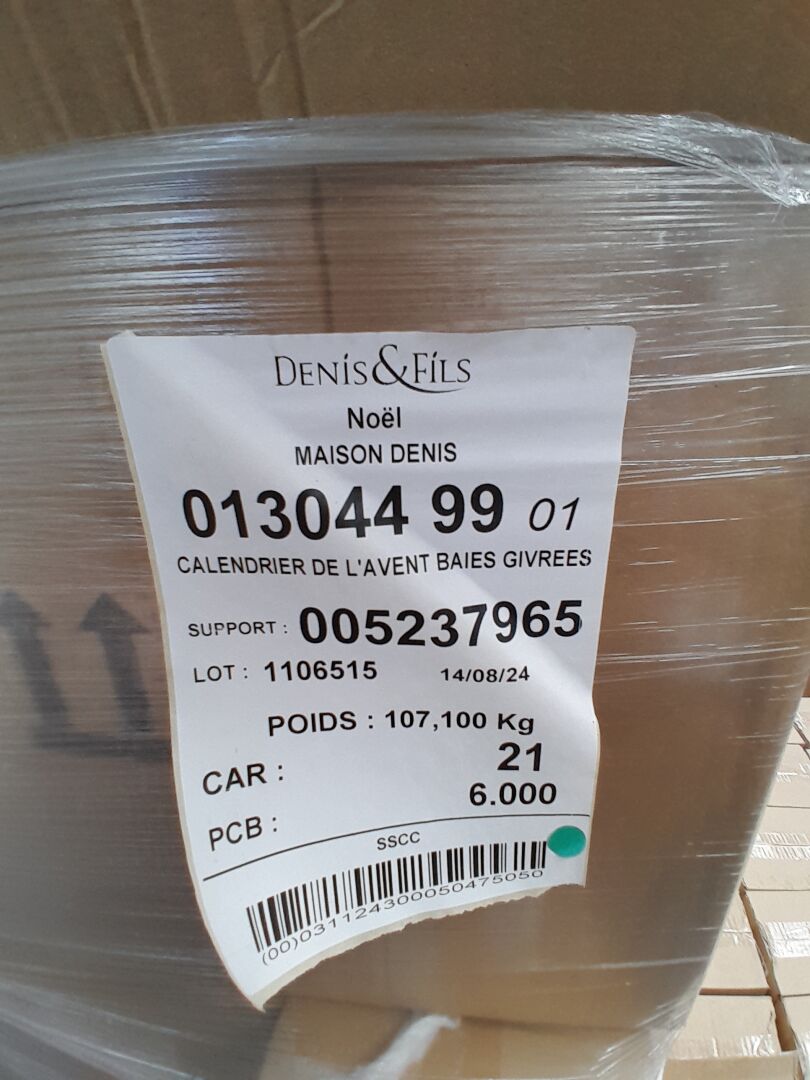 DENIS&FILS
Noël
MAISON DENIS
013044 99 01
CALENDRIER DE L'AVENT BAIES GIVREES
SUPPORT : 005237965
LOT : 1106515 14/08/24
POIDS : 107,100 Kg
CAR : 21
PCB : 6.000
SSCC
(00)031124300050475050